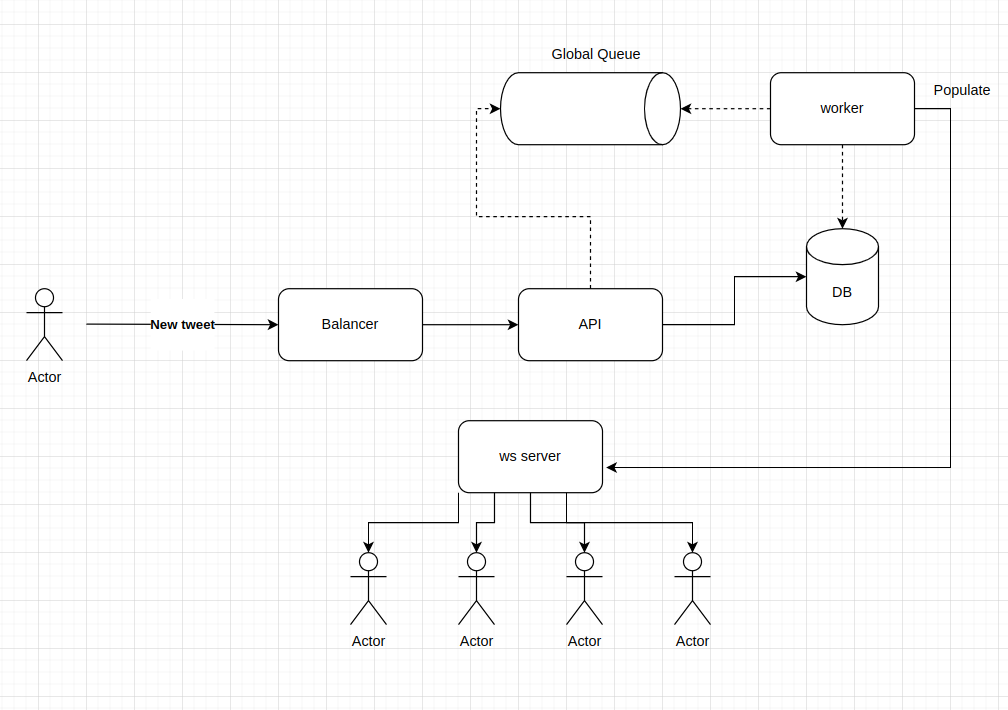 Global Queue
worker
Populate
DB
New tweet
Balancer
API
Actor
ws server
Actor
Actor
Actor
Actor